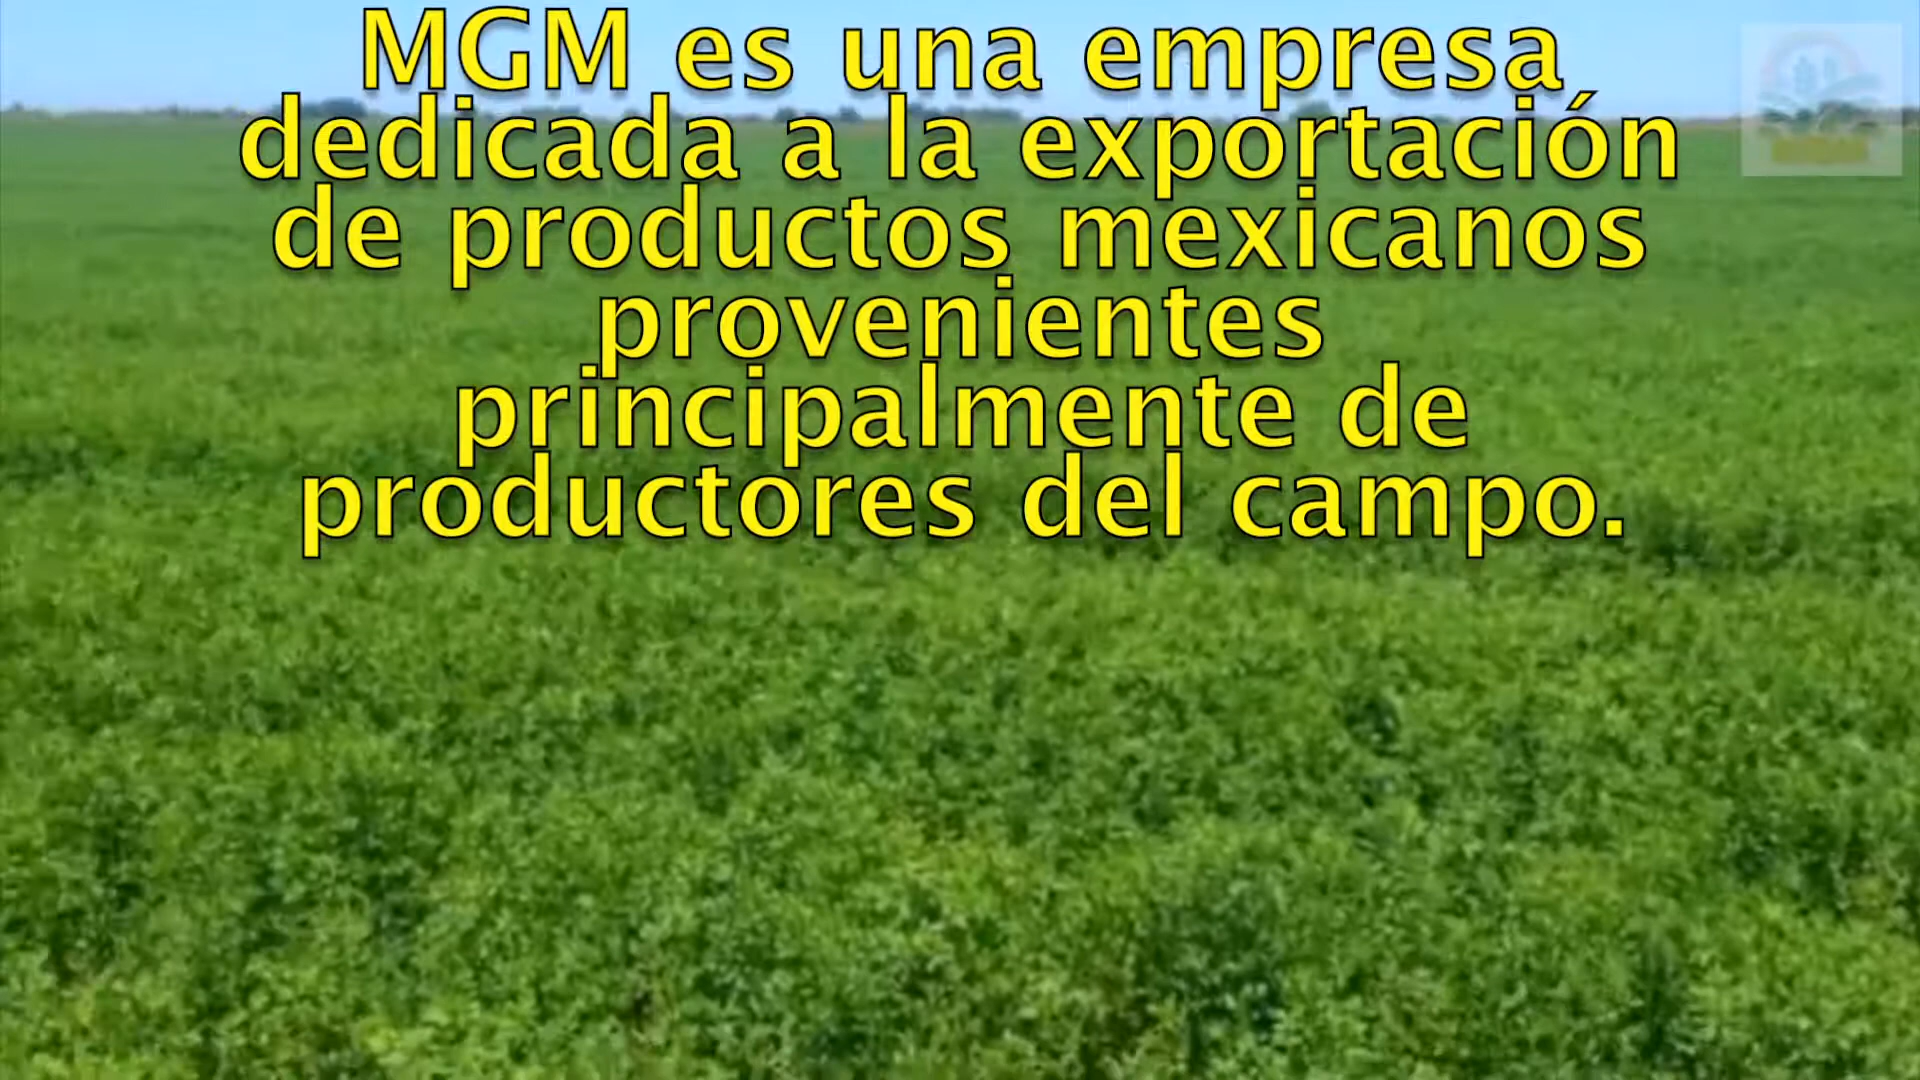 MGM es una empresa
dedicada a la exportación
de productos mexicanos
provenientes
principalmente de
productores del campo.